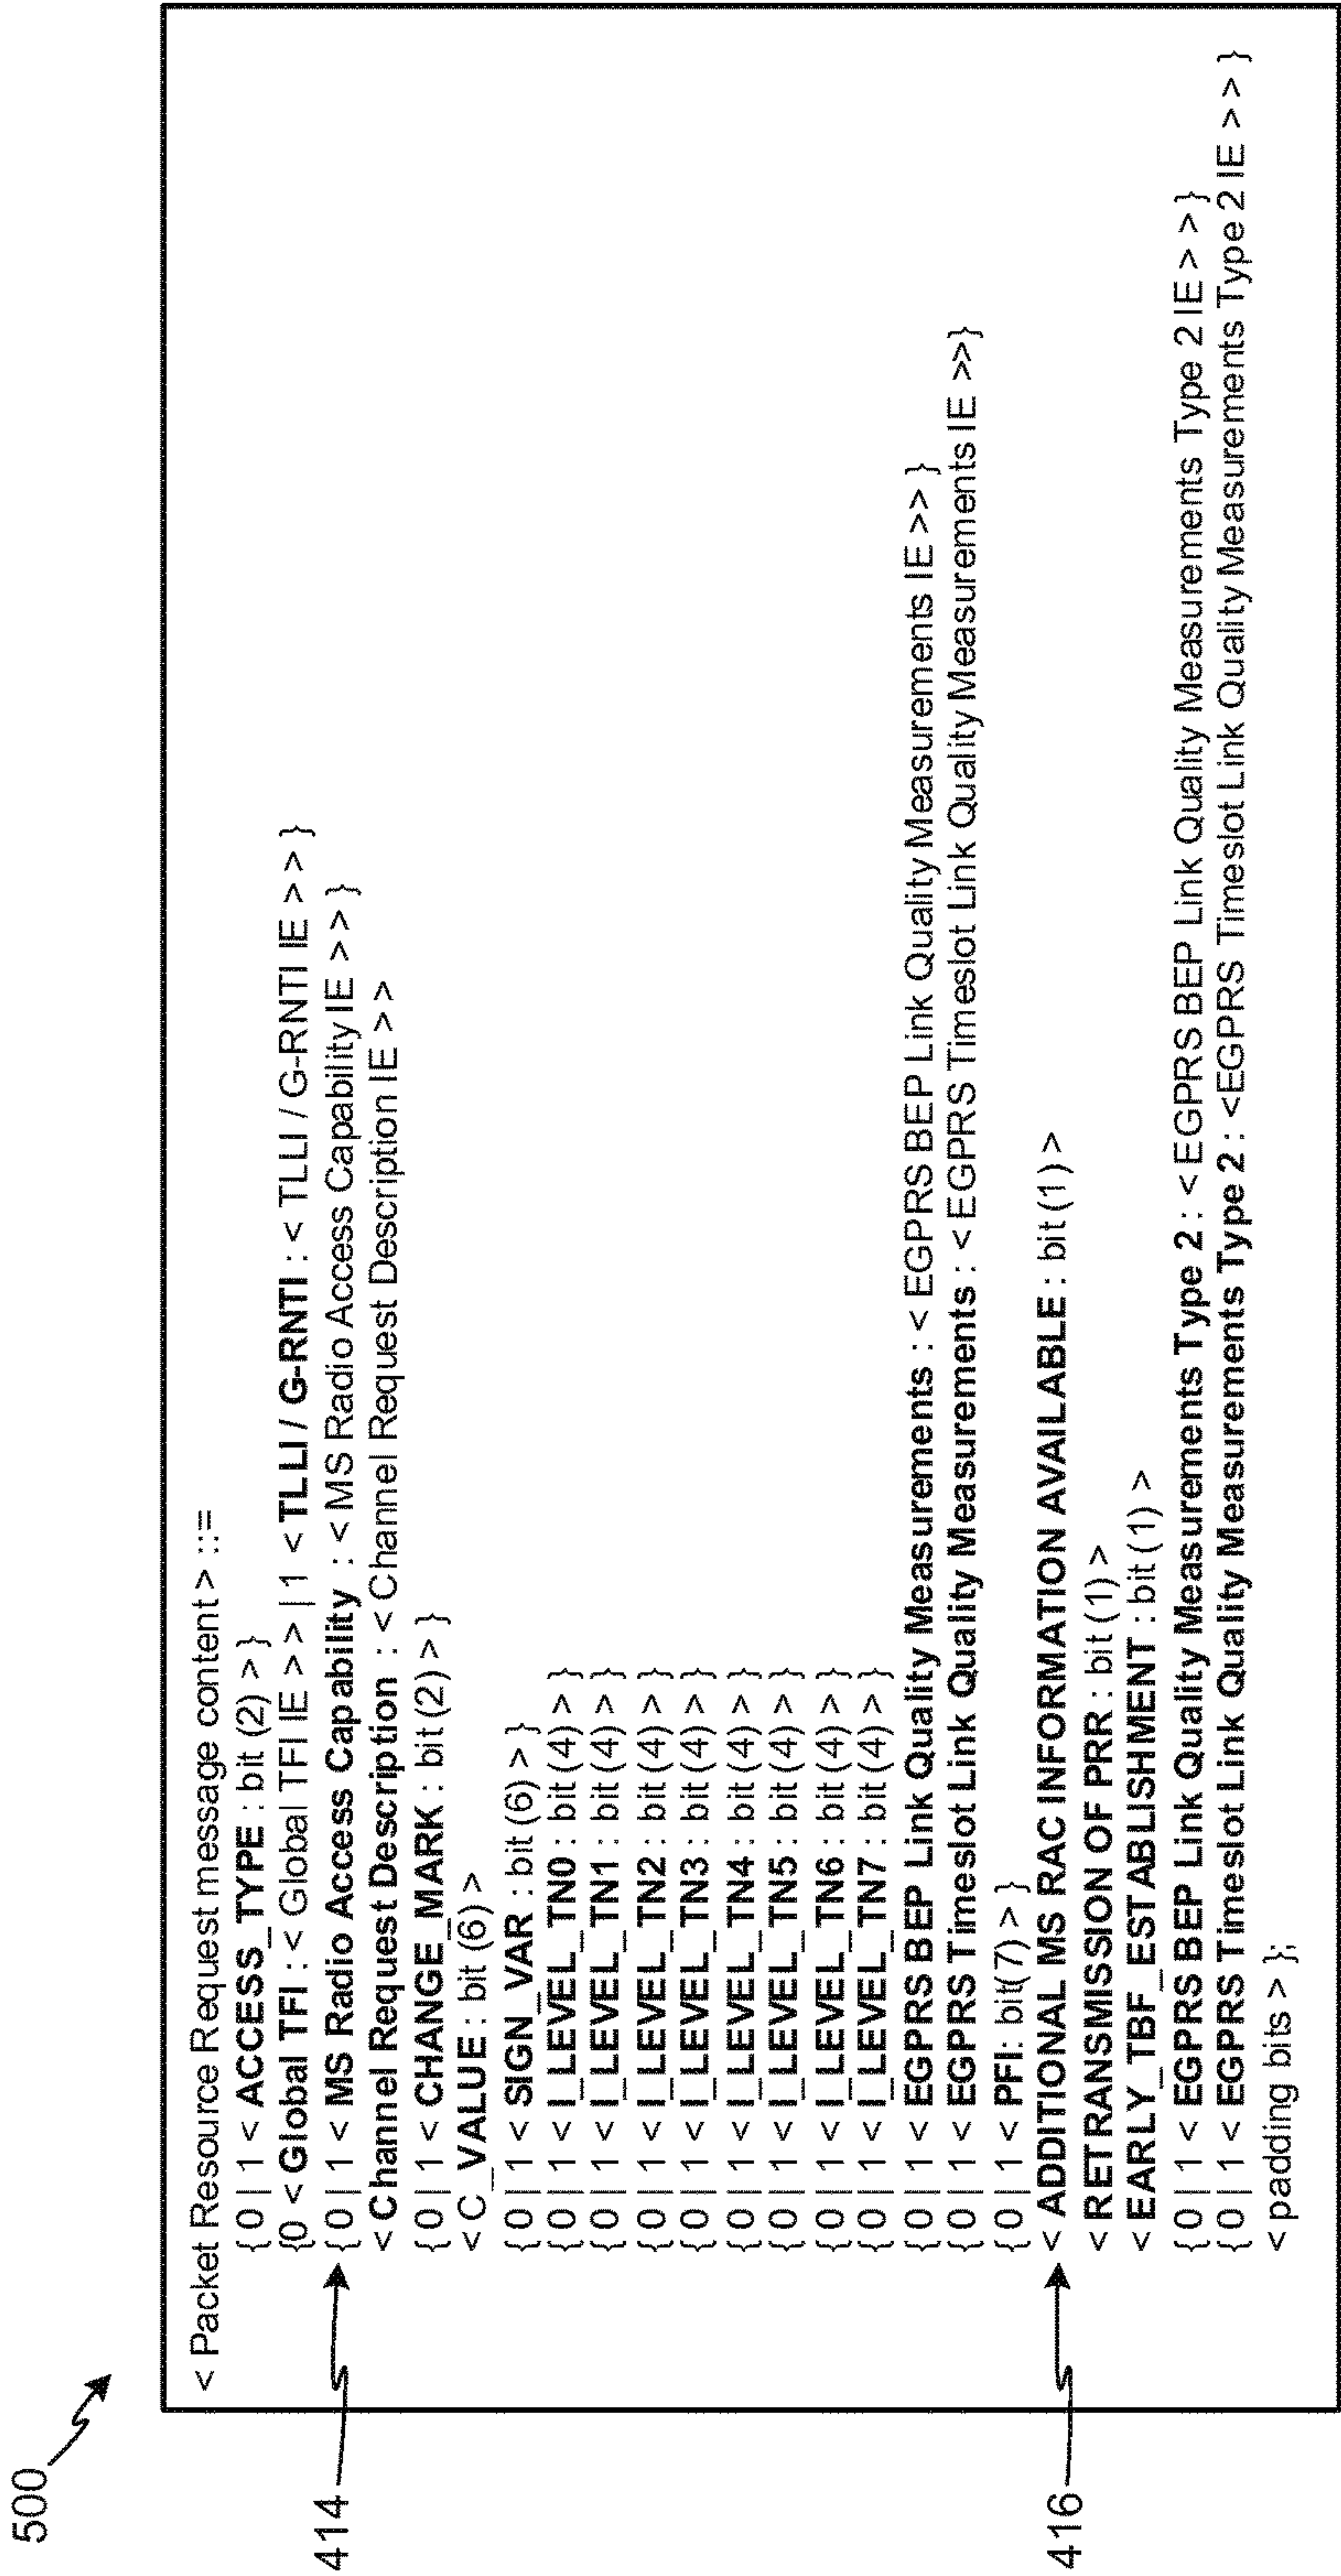 500
< Packet Resource Request message content > ::=
{ 0 | 1 < ACCESS_TYPE : bit (2) > }
{0 < Global TFI : < Global TFI IE > > | 1 < TLLI / G-RNTI : < TLLI / G-RNTI IE > > }
414
{ 0 | 1 < MS Radio Access Capability : < MS Radio Access Capability IE > > }
< Channel Request Description : < Channel Request Description IE > >
{ 0 | 1 < CHANGE_MARK : bit (2) > }
< C_VALUE : bit (6) >
{ 0 | 1 < SIGN_VAR : bit (6) > }
{ 0 | 1 < I_LEVEL_TN0 : bit (4) > }
{ 0 | 1 < I_LEVEL_TN1 : bit (4) > }
{ 0 | 1 < I_LEVEL_TN2 : bit (4) > }
{ 0 | 1 < I_LEVEL_TN3 : bit (4) > }
{ 0 | 1 < I_LEVEL_TN4 : bit (4) > }
{ 0 | 1 < I_LEVEL_TN5 : bit (4) > }
{ 0 | 1 < I_LEVEL_TN6 : bit (4) > }
{ 0 | 1 < I_LEVEL_TN7 : bit (4) > }
{ 0 | 1 < EGPRS BEP Link Quality Measurements : < EGPRS BEP Link Quality Measurements IE >> }
{ 0 | 1 < EGPRS Timeslot Link Quality Measurements : < EGPRS Timeslot Link Quality Measurements IE >>}
{ 0 | 1 < PFI: bit(7) > }
416
< ADDITIONAL MS RAC INFORMATION AVAILABLE : bit (1) >
< RETRANSMISSION OF PRR : bit (1) >
<EARLY_TBF_ESTABLISHMENT : bit (1) >
{ 0 | 1 < EGPRS BEP Link Quality Measurements Type 2 : < EGPRS BEP Link Quality Measurements Type 2 IE > > }
{ 0 | 1 < EGPRS Timeslot Link Quality Measurements Type 2 : <EGPRS Timeslot Link Quality Measurements Type 2 IE > > }
< padding bits > };